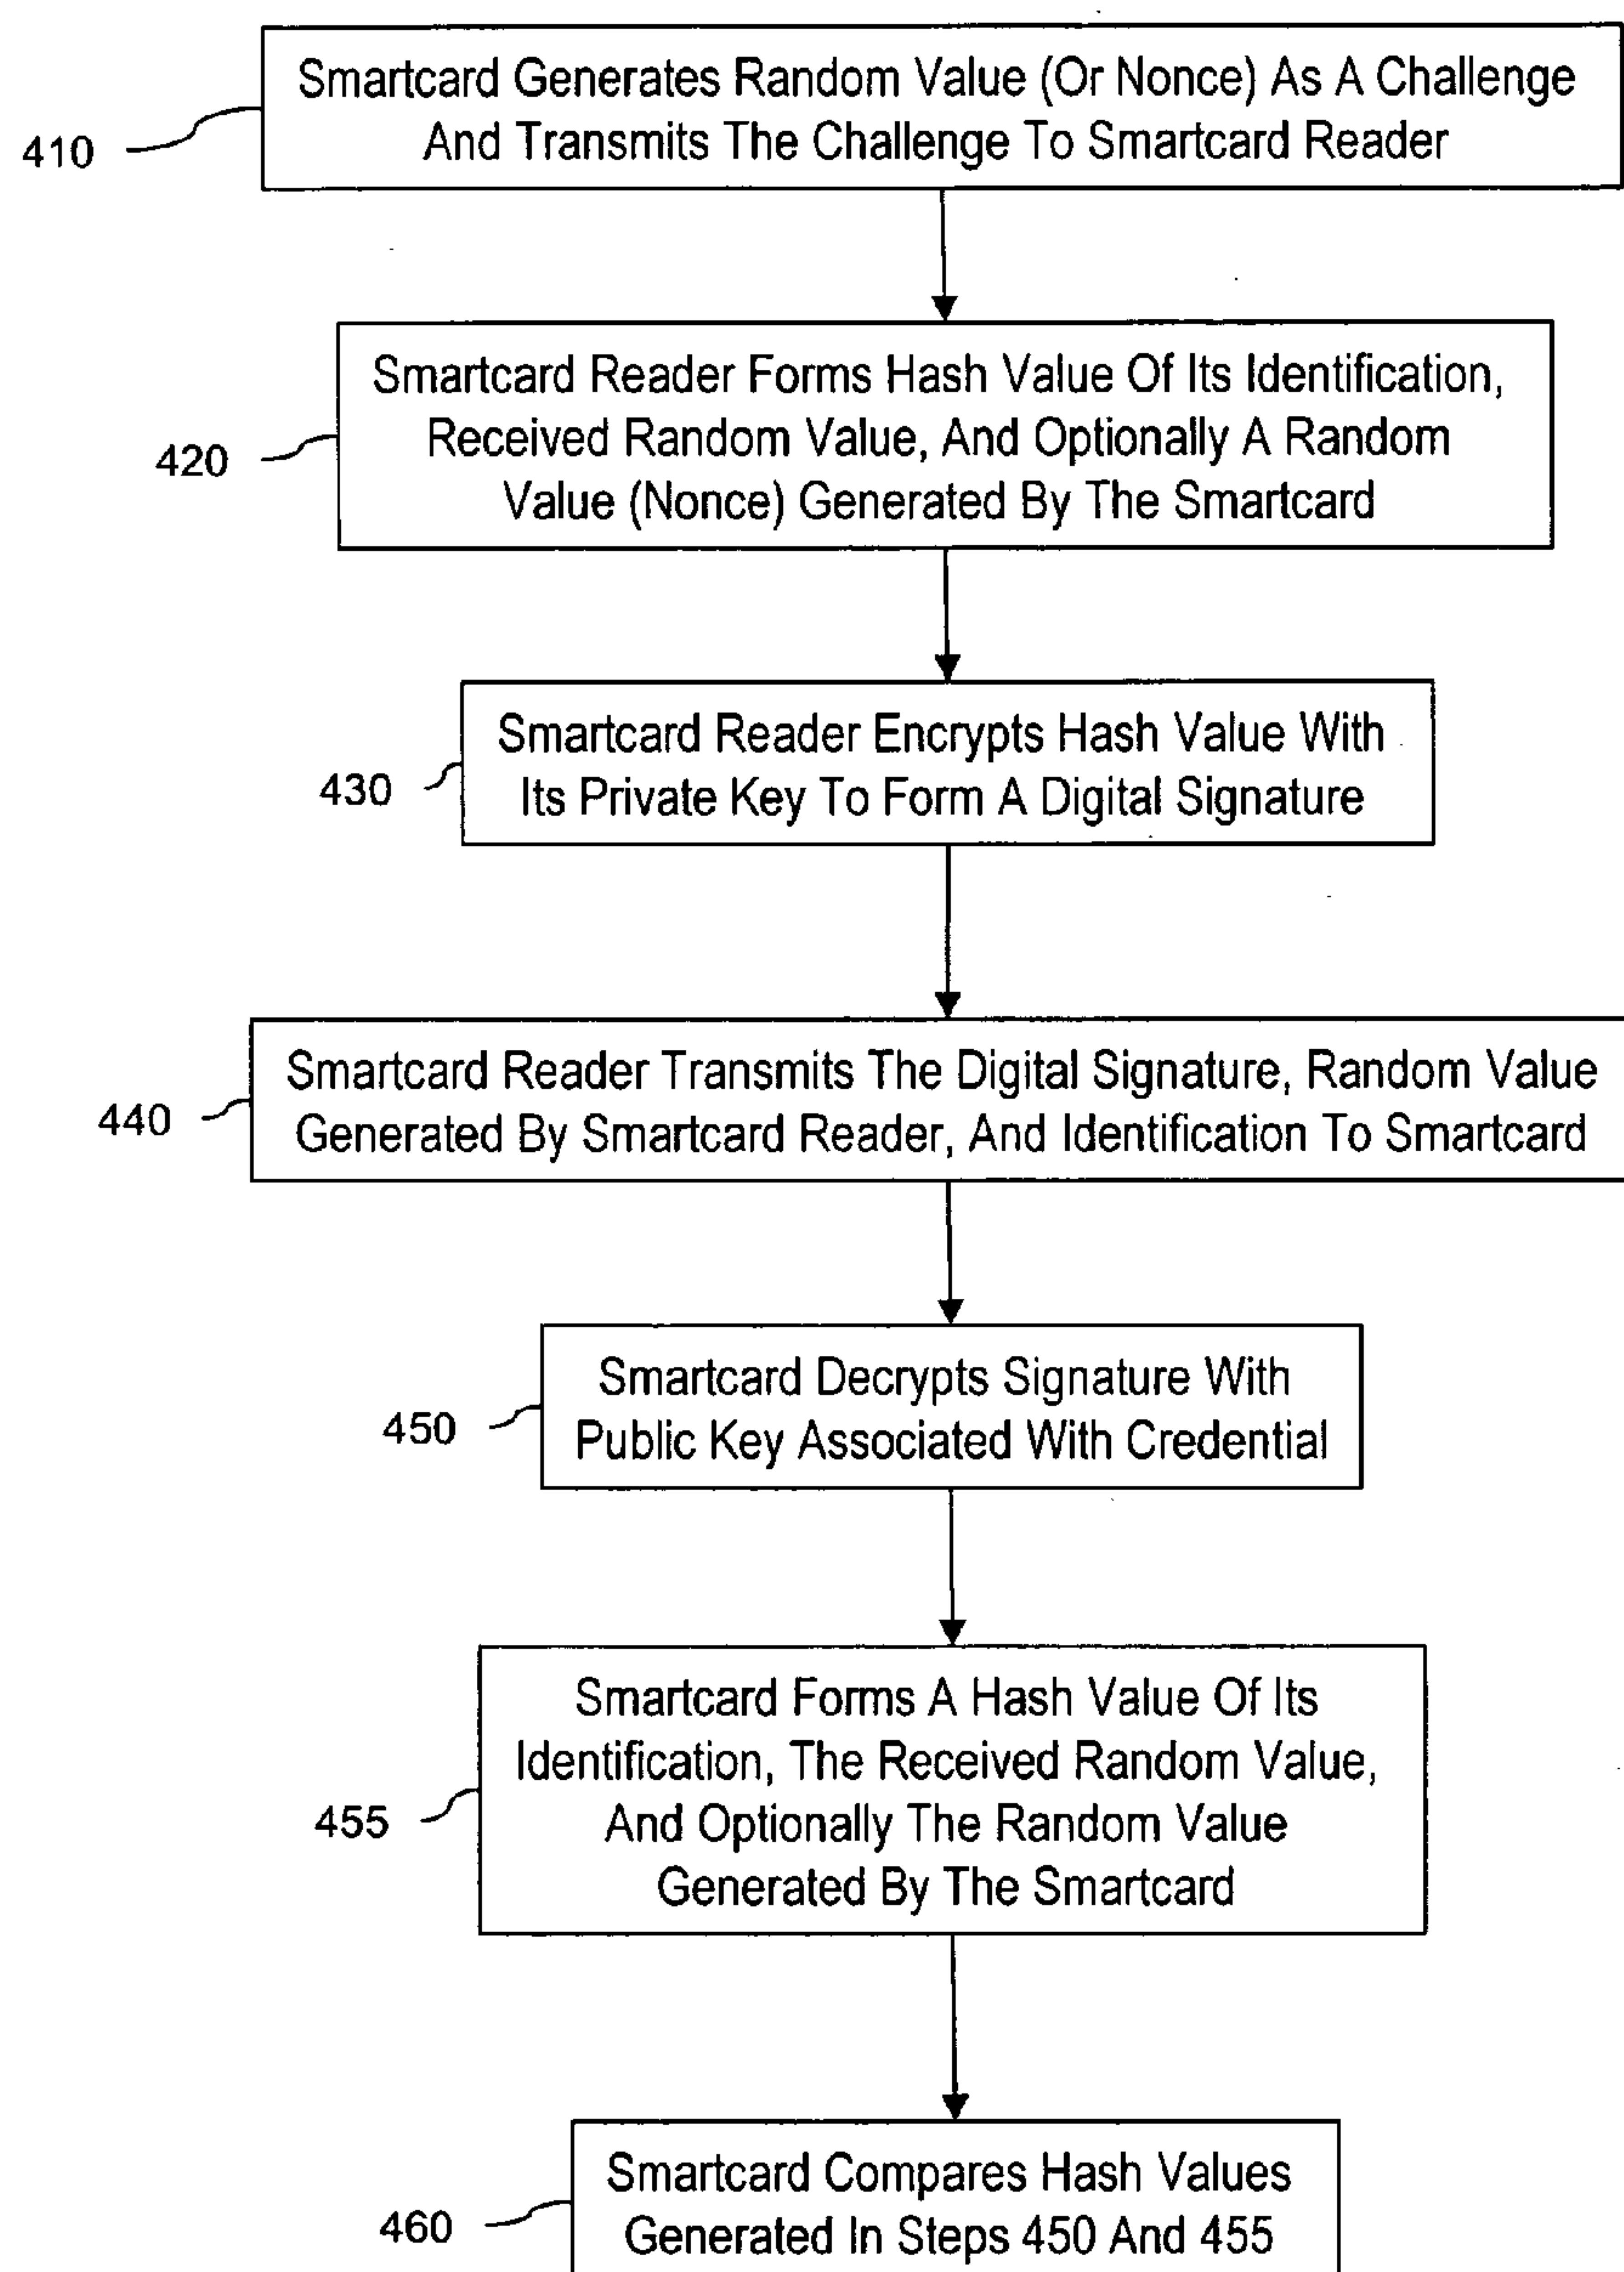 Smartcard Generates Random Value (Or Nonce) As A Challenge
And Transmits The Challenge To Smartcard Reader
410
Smartcard Reader Forms Hash Value Of Its Identification,
Received Random Value, And Optionally A Random
Value (Nonce) Generated By The Smartcard
420
Smartcard Reader Encrypts Hash Value With
Its Private Key To Form A Digital Signature
430
Smartcard Reader Transmits The Digital Signature, Random Value
Generated By Smartcard Reader, And Identification To Smartcard
440
Smartcard Decrypts Signature With
Public Key Associated With Credential
450
Smartcard Forms A Hash Value Of Its
Identification, The Received Random Value,
And Optionally The Random Value
Generated By The Smartcard
455
Smartcard Compares Hash Values
Generated In Steps 450 And 455
460